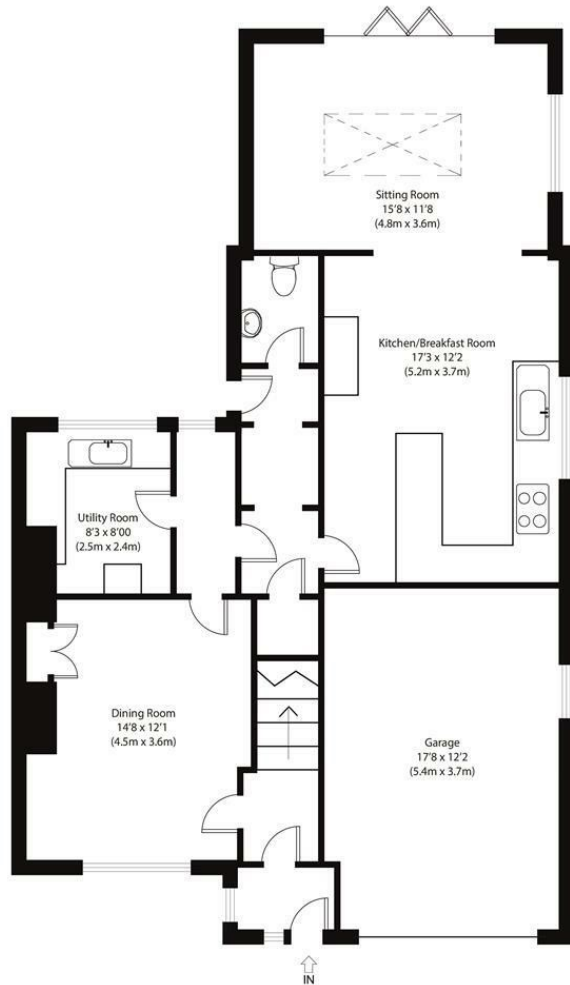 Sitting Room
15'8 x 11'8
(4.8m x 3.6m)
Kitchen/Breakfast Room
17'3 x 12'2
(5.2m x 3.7m)
Utility Room
8'3 x 8'00
(2.5m x 2.4m)
Dining Room
14'8 x 12'1
(4.5m x 3.6m)
Garage
17'8 x 12'2
(5.4m x 3.7m)
IN